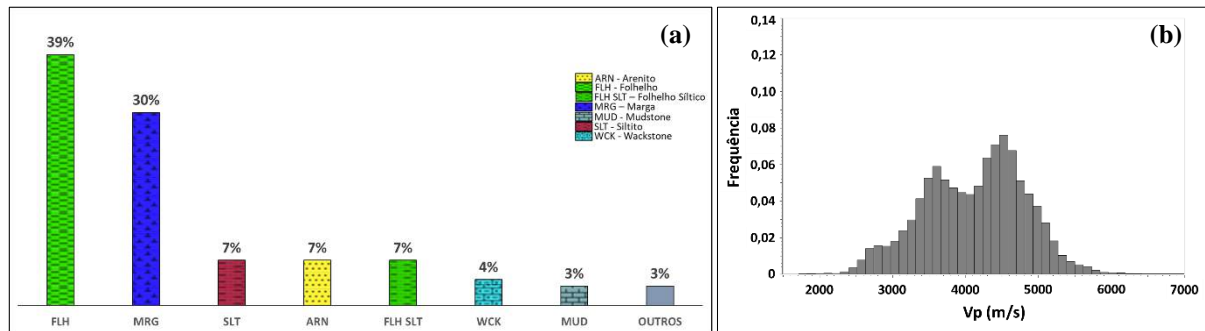 (a)
39%
30%
7%
7%
7%
4%
3%
3%
ARN - Arenito
FLH - Folhelho
FLH SLT – Folhelho Síltico
MRG – Marga
MUD - Mudstone
SLT - Siltito
WCK - Wackstone
FLH MRG SLT ARN FLH SLT WCK MUD OUTROS
(b)
0,14
0,12
0,10
0,08
0,06
0,04
0,02
0
Frequência
2000 3000 4000 5000 6000 7000
Vp (m/s)